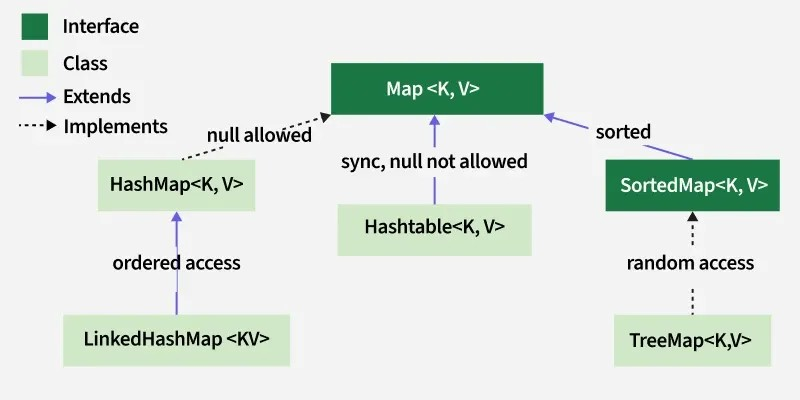 Interface
Class
Extends
Implements
Map <K, V>
null allowed
sync, null not allowed
sorted
HashMap<K, V>
Hashtable<K, V>
SortedMap<K, V>
ordered access
random access
LinkedHashMap <KV>
TreeMap<K,V>